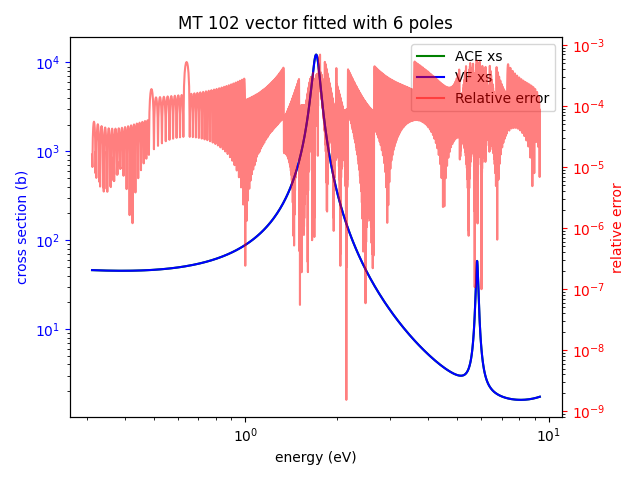 MT 102 vector fitted with 6 poles
ACE xs
VF xs
Relative error
cross section (b)
10⁴
10³
10²
10¹
10⁻³
10⁻⁴
10⁻⁵
10⁻⁶
10⁻⁷
10⁻⁸
10⁻⁹
relative error
10⁰
10¹
energy (eV)